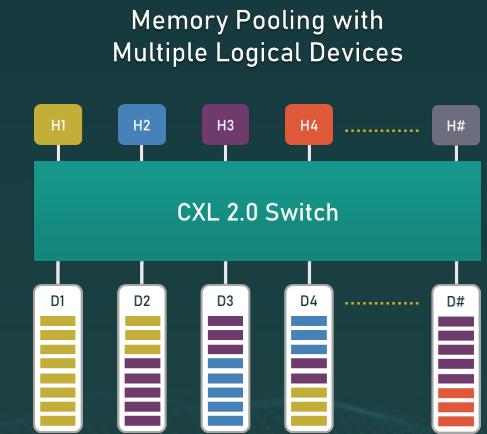 Memory Pooling with
Multiple Logical Devices
H1 H2 H3 H4 H#
CXL 2.0 Switch
D1 D2 D3 D4 D#